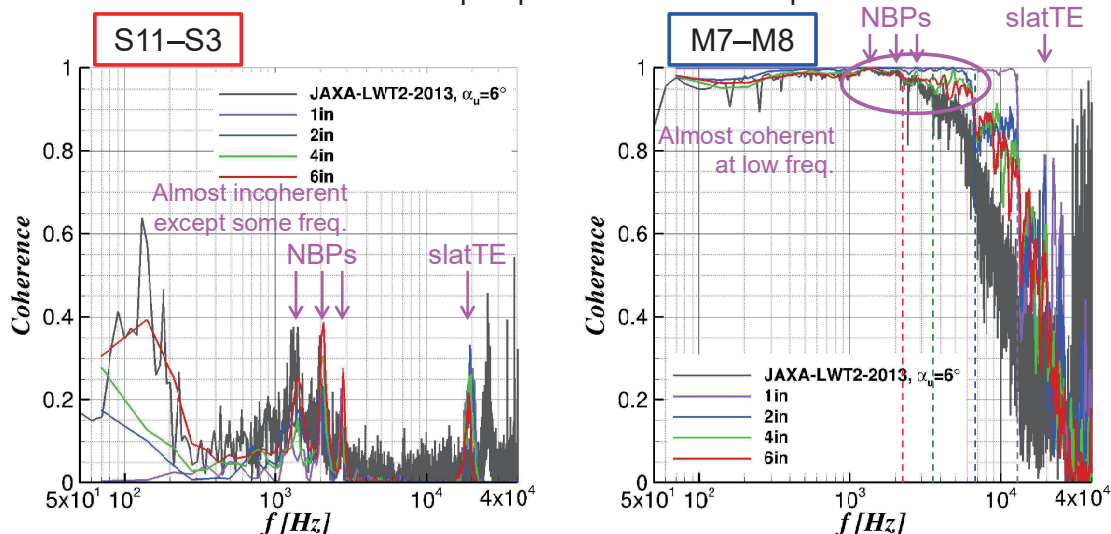 S11–S3
1
JAXA-LWT2-2013, αu=6°
1in
2in
4in
6in
Almost incoherent
except some freq.
NBPs
slatTE
0.8
0.6
0.4
0.2
0
Coherence
5x10¹
10²
10³
10⁴
4x10⁴
f [Hz]
NBPs
slatTE
M7–M8
1
Almost coherent
at low freq.
0.8
0.6
0.4
0.2
0
Coherence
JAXA-LWT2-2013, αu=6°
1in
2in
4in
6in
5x10¹
10²
10³
10⁴
4x10⁴
f [Hz]